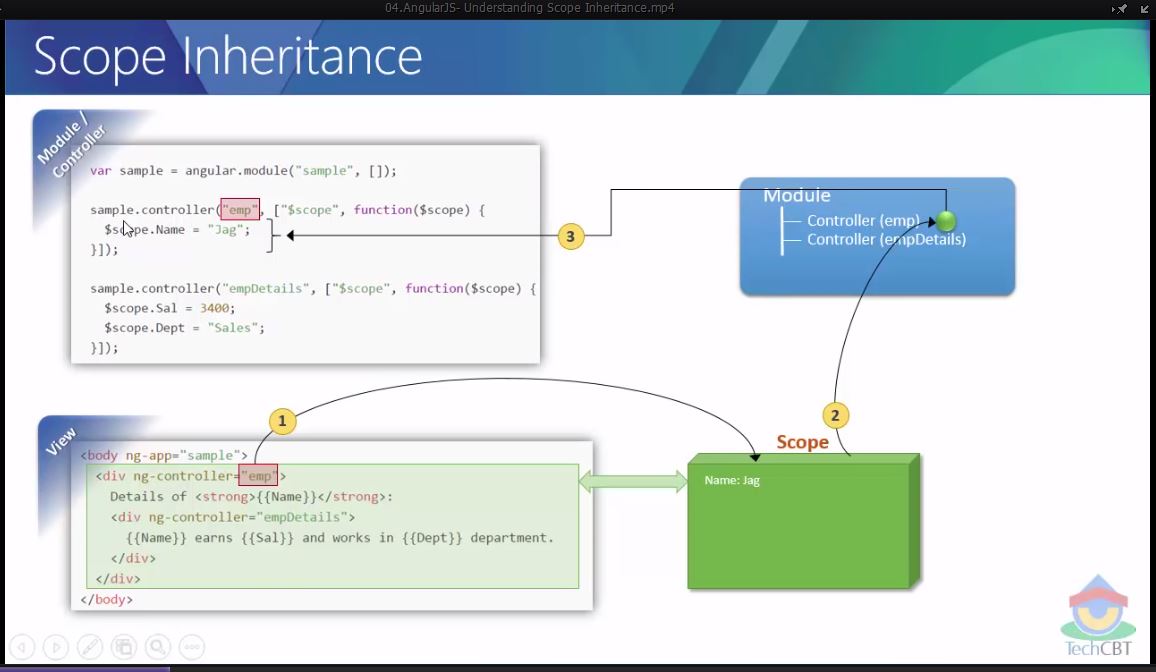 04.AngularJS- Understanding Scope Inheritance.mp4
Scope Inheritance
Module /
Controller
var sample = angular.module("sample", []);
sample.controller("emp", ["$scope", function($scope) {
$scope.Name = "Jag";
}]);
sample.controller("empDetails", ["$scope", function($scope) {
$scope.Sal = 3400;
$scope.Dept = "Sales";
}]);
3
Module
Controller (emp)
Controller (empDetails)
1
2
View
<body ng-app="sample">
<div ng-controller="emp">
Details of <strong>{{Name}}</strong>:
<div ng-controller="empDetails">
{{Name}} earns {{Sal}} and works in {{Dept}} department.
</div>
</div>
</body>
Scope
Name: Jag
TechCBT